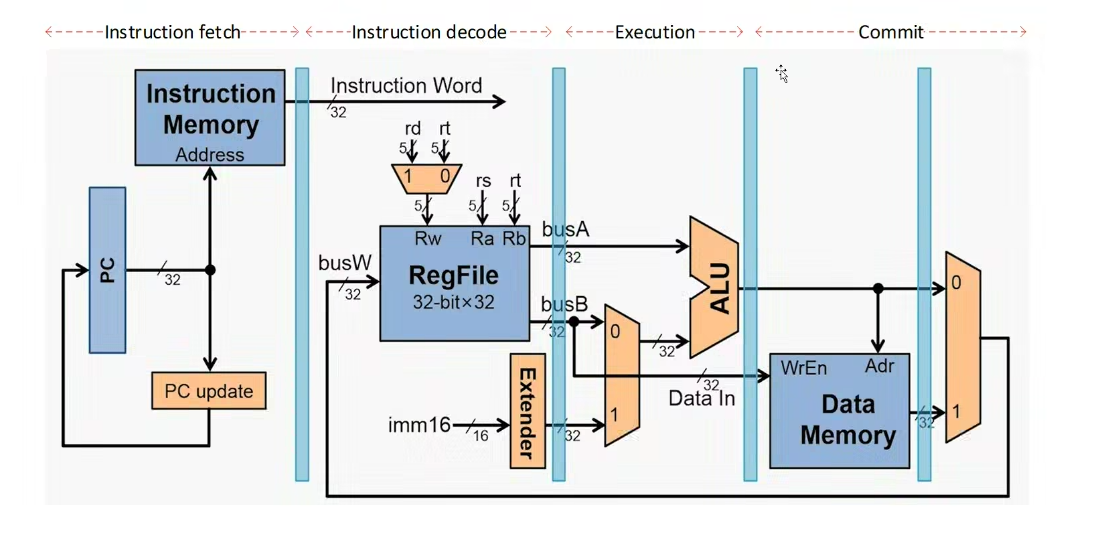 Instruction fetch
Instruction decode
Execution
Commit
Instruction
Memory
Address
Instruction Word
32
rd
rt
5
5
1
0
rs
rt
5
5
5
Rw
Ra
Rb
RegFile
32-bit×32
busW
32
busA
32
busB
32
PC
32
PC update
Extender
imm16
16
32
0
1
32
ALU
32
Data In
WrEn
Adr
Data
Memory
32
0
1